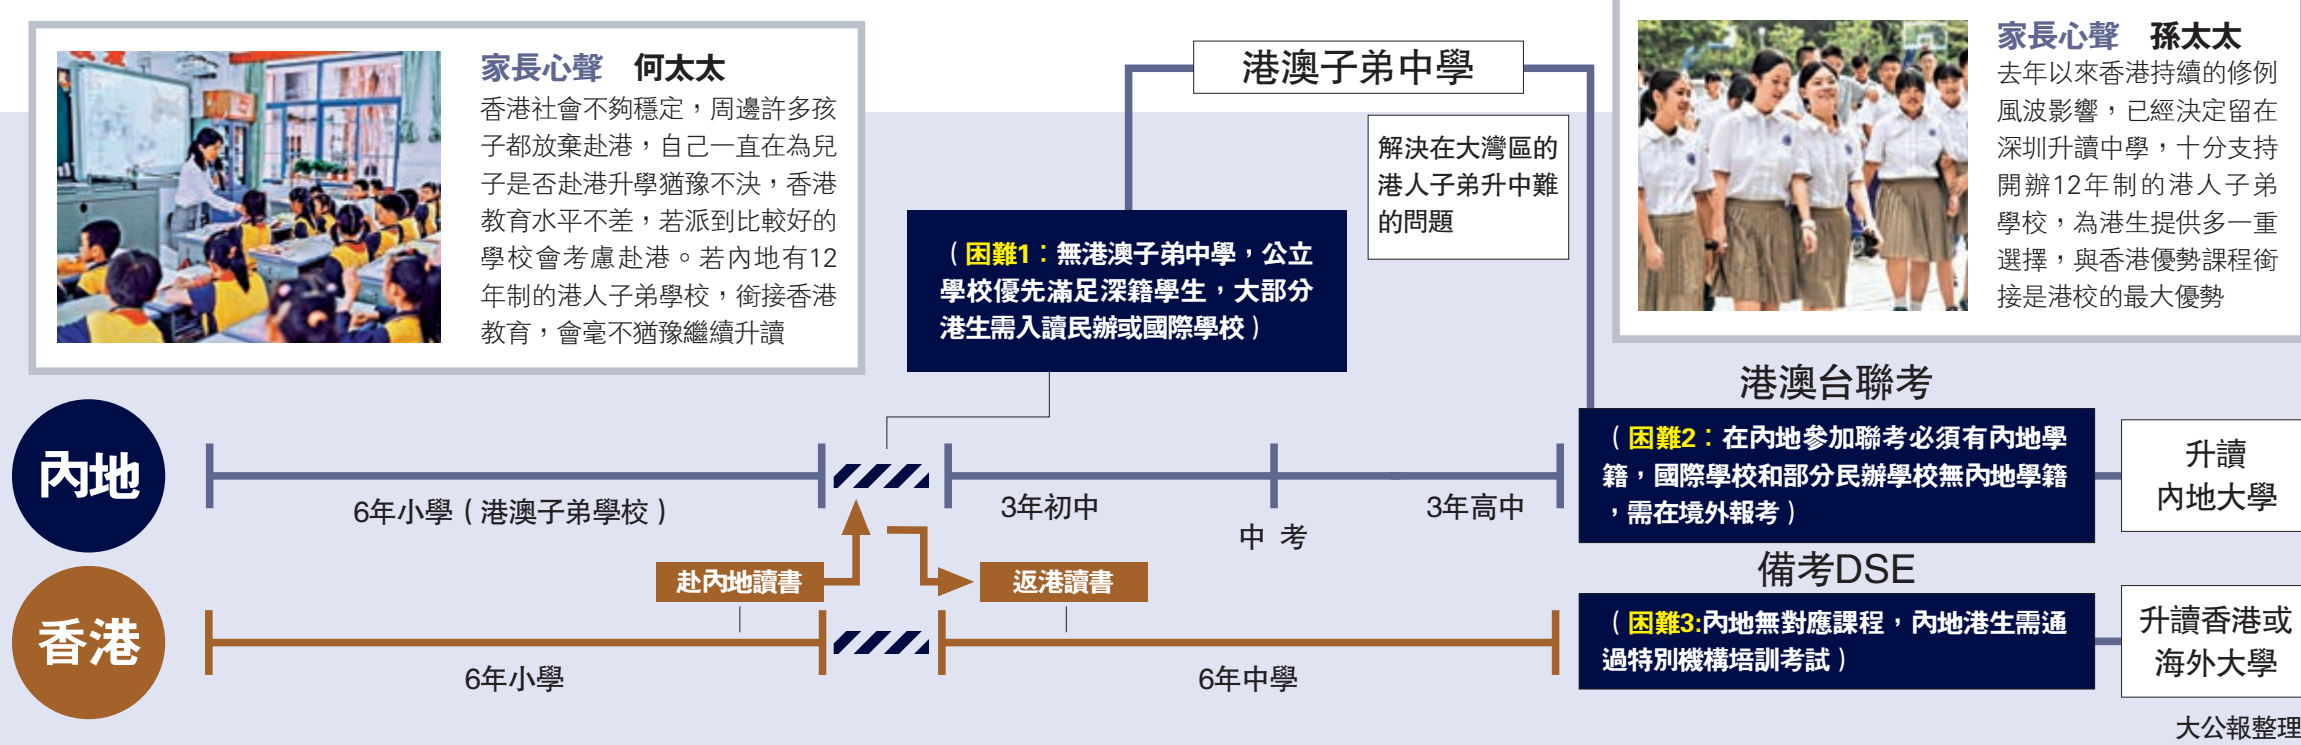 家長心聲　何太太
香港社會不夠穩定，周邊許多孩
子都放棄赴港，自己一直在為兒
子是否赴港升學猶豫不決，香港
教育水平不差，若派到比較好的
學校會考慮赴港。若內地有12
年制的港人子弟學校，銜接香港
教育，會毫不猶豫繼續升讀
港澳子弟中學
解決在大灣區的
港人子弟升中難
的問題
（困難1：無港澳子弟中學，公立
學校優先滿足深籍學生，大部分
港生需入讀民辦或國際學校）
家長心聲　孫太太
去年以來香港持續的修例
風波影響，已經決定留在
深圳升讀中學，十分支持
開辦12年制的港人子弟
學校，為港生提供多一重
選擇，與香港優勢課程銜
接是港校的最大優勢
內地
6年小學（港澳子弟學校）
3年初中
中 考
3年高中
港澳台聯考
（困難2：在內地參加聯考必須有內地學
籍，國際學校和部分民辦學校無內地學籍
，需在境外報考）
升讀
內地大學
赴內地讀書
返港讀書
香港
6年小學
6年中學
備考DSE
（困難3:內地無對應課程，內地港生需通
過特別機構培訓考試）
升讀香港或
海外大學
大公報整理